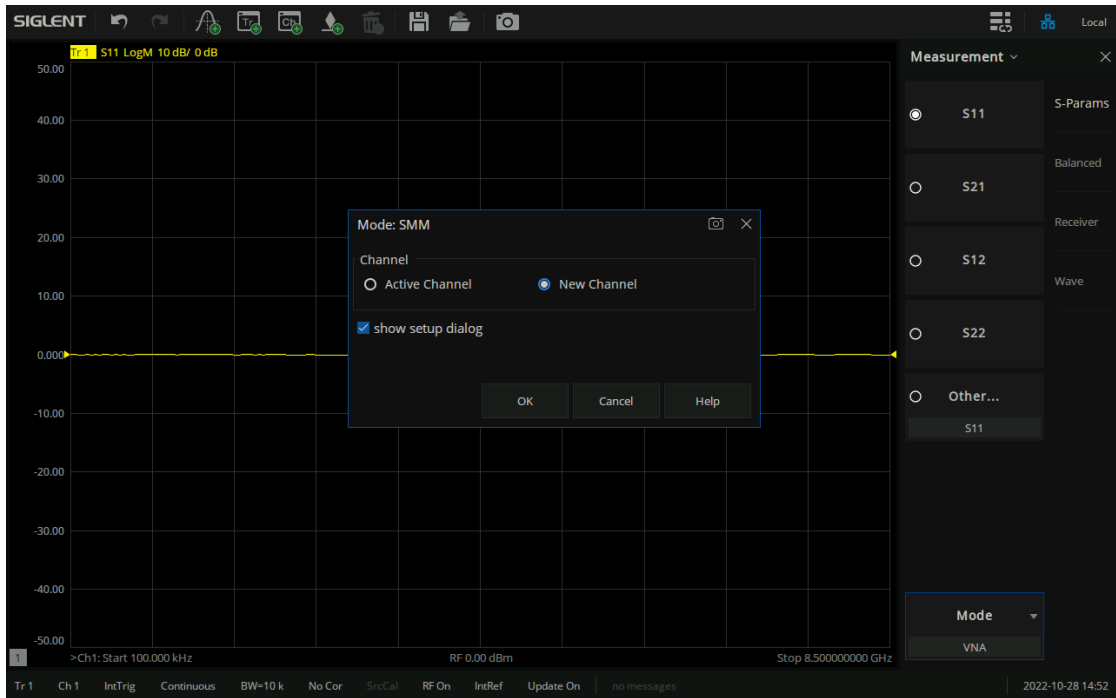 SIGLENT Tr Ch Local
Tr 1 S11 LogM 10 dB/ 0 dB
50.00
40.00
30.00
20.00
10.00
0.000
-10.00
-20.00
-30.00
-40.00
-50.00
Mode: SMM
Channel
Active Channel New Channel
show setup dialog
OK Cancel Help
1 >Ch1: Start 100.000 kHz RF 0.00 dBm Stop 8.500000000 GHz
Measurement
S11
S21
S12
S22
Other...
S11
S-Params
Balanced
Receiver
Wave
Mode
VNA
Tr 1 Ch 1 IntTrig Continuous BW=10 k No Cor SrcCal RF On IntRef Update On no messages 2022-10-28 14:52